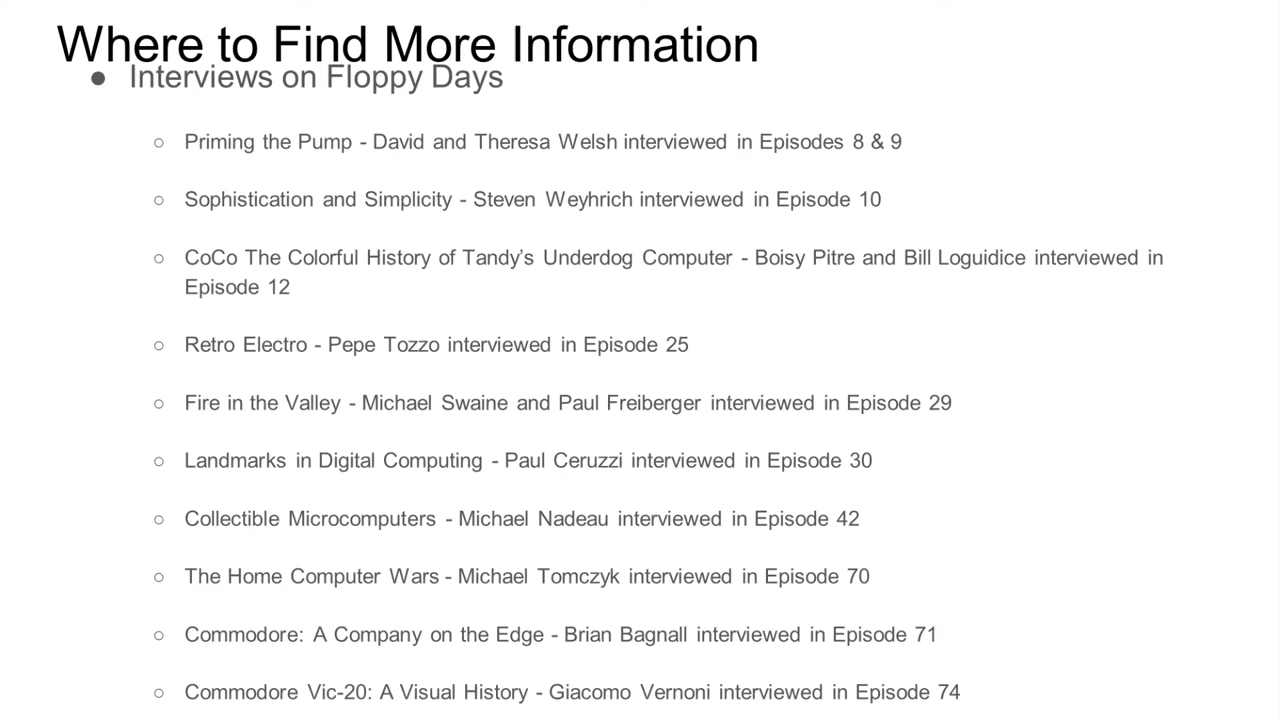 Where to Find More Information
● Interviews on Floppy Days
○ Priming the Pump - David and Theresa Welsh interviewed in Episodes 8 & 9
○ Sophistication and Simplicity - Steven Weyhrich interviewed in Episode 10
○ CoCo The Colorful History of Tandy’s Underdog Computer - Boisy Pitre and Bill Loguidice interviewed in
Episode 12
○ Retro Electro - Pepe Tozzo interviewed in Episode 25
○ Fire in the Valley - Michael Swaine and Paul Freiberger interviewed in Episode 29
○ Landmarks in Digital Computing - Paul Ceruzzi interviewed in Episode 30
○ Collectible Microcomputers - Michael Nadeau interviewed in Episode 42
○ The Home Computer Wars - Michael Tomczyk interviewed in Episode 70
○ Commodore: A Company on the Edge - Brian Bagnall interviewed in Episode 71
○ Commodore Vic-20: A Visual History - Giacomo Vernoni interviewed in Episode 74